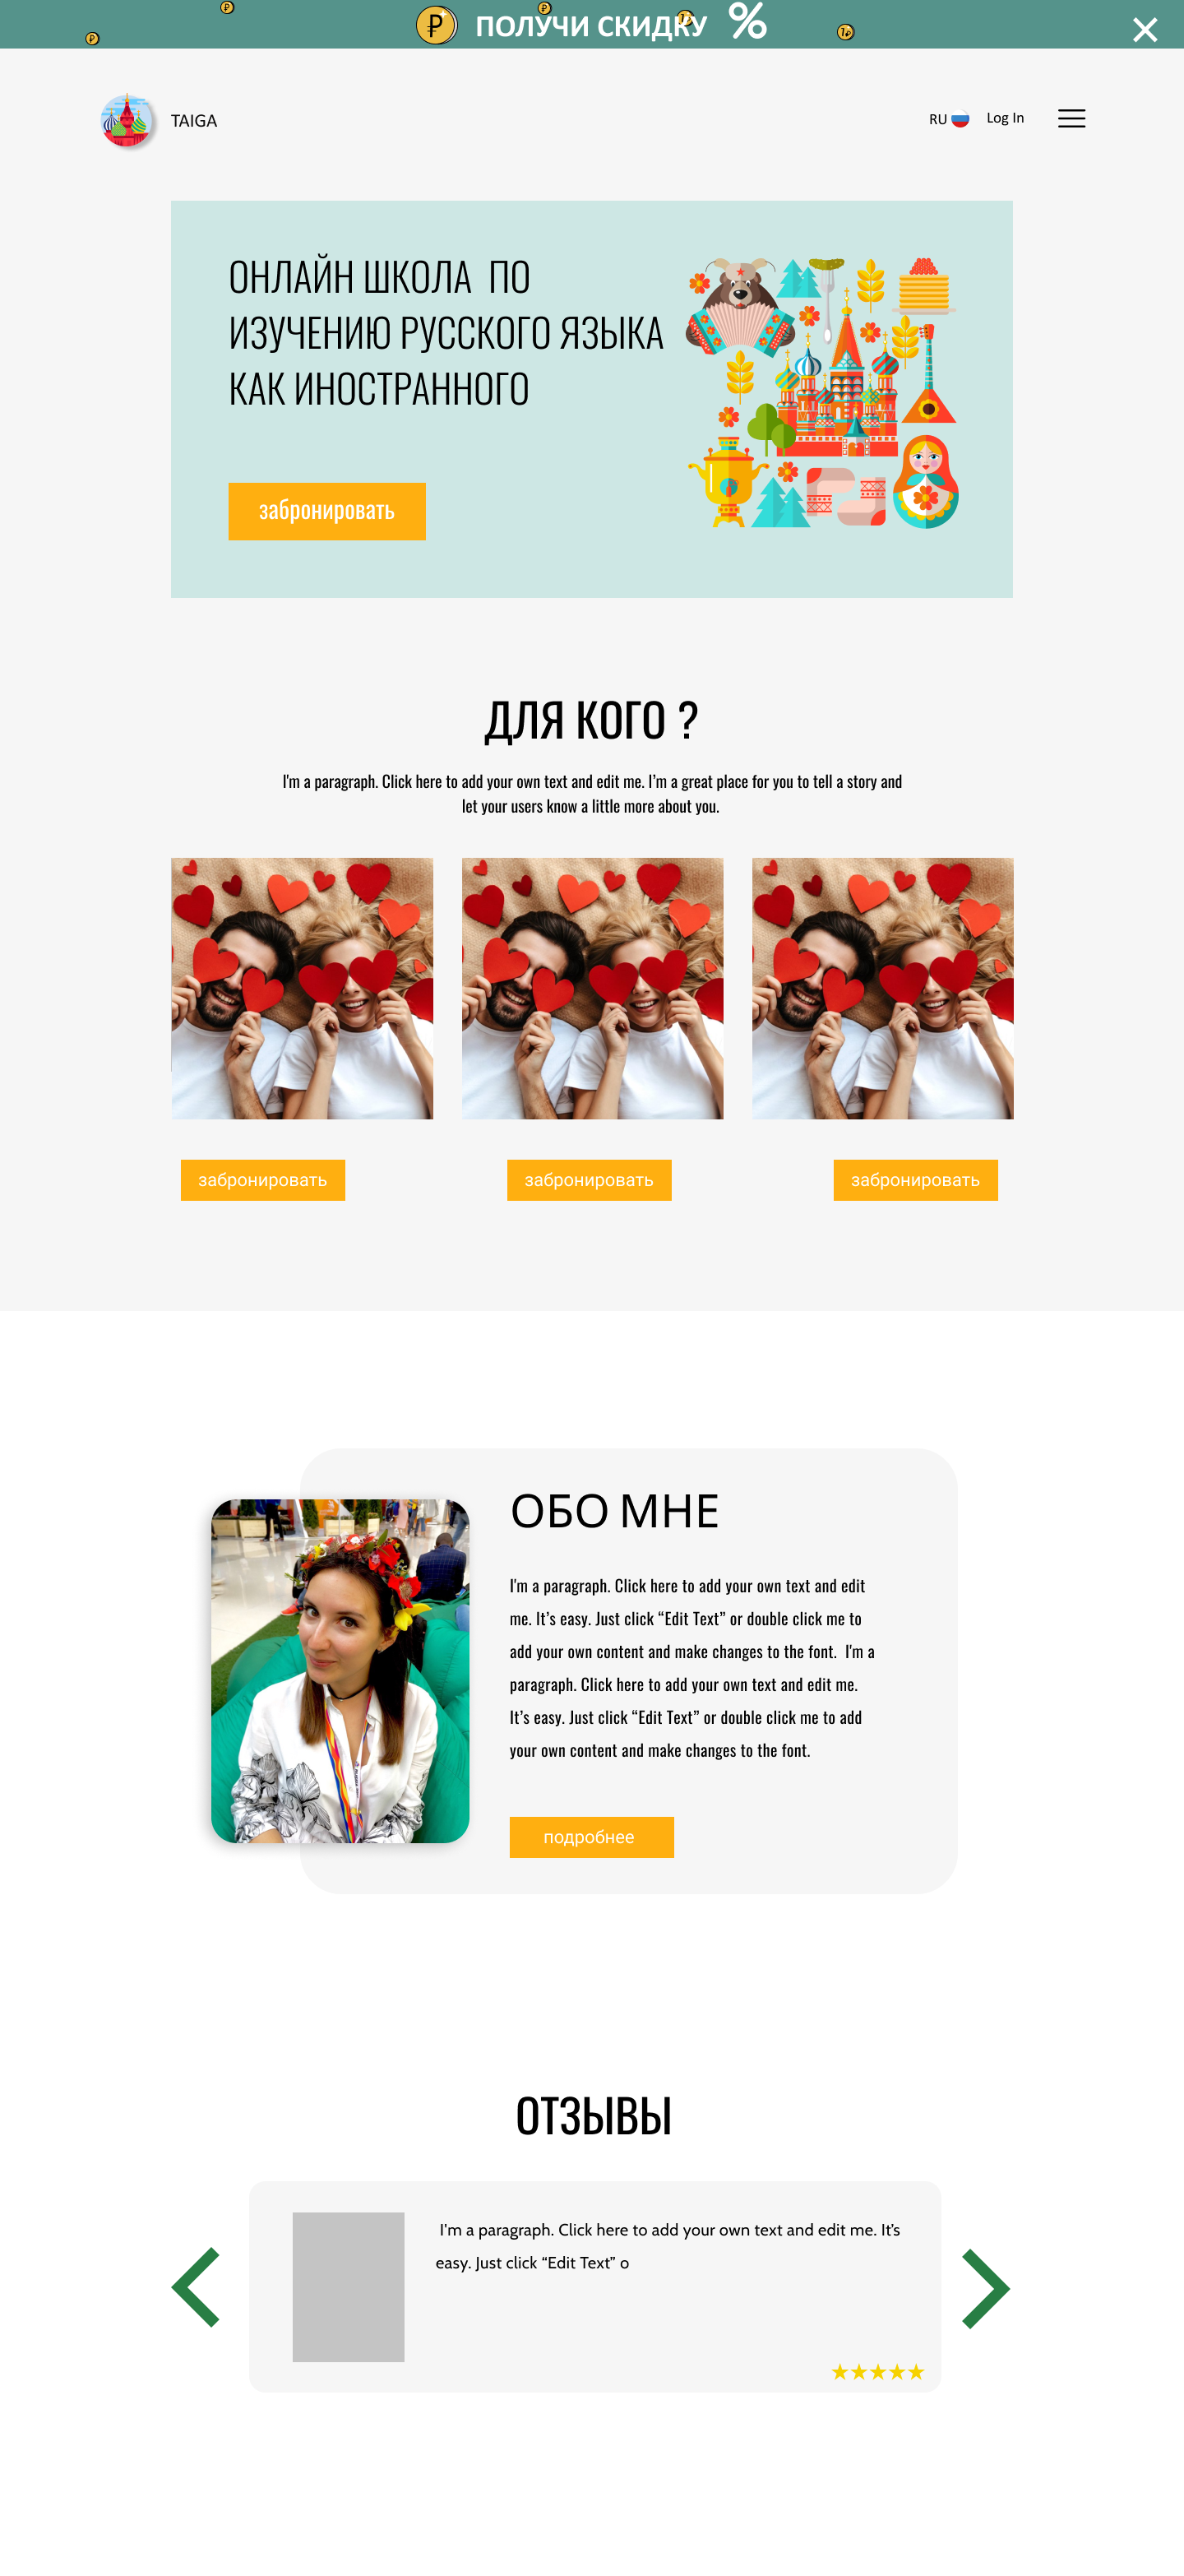 ПОЛУЧИ СКИДКУ %
TAIGA
RU Log In
ОНЛАЙН ШКОЛА ПО
ИЗУЧЕНИЮ РУССКОГО ЯЗЫКА
КАК ИНОСТРАННОГО
забронировать
ДЛЯ КОГО ?
I'm a paragraph. Click here to add your own text and edit me. I’m a great place for you to tell a story and
let your users know a little more about you.
забронировать
забронировать
забронировать
ОБО МНЕ
I'm a paragraph. Click here to add your own text and edit
me. It’s easy. Just click “Edit Text” or double click me to
add your own content and make changes to the font. I'm a
paragraph. Click here to add your own text and edit me.
It’s easy. Just click “Edit Text” or double click me to add
your own content and make changes to the font.
подробнее
ОТЗЫВЫ
I'm a paragraph. Click here to add your own text and edit me. It’s
easy. Just click “Edit Text” o